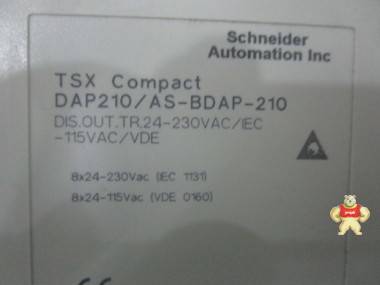 Schneider
Automation Inc
TSX Compact
DAP210/AS-BDAP-210
DIS.OUT.TR.24-230VAC/IEC
-115VAC/VDE
8x24-230Vac (IEC 1131)
8x24-115Vac (VDE 0160)
CE